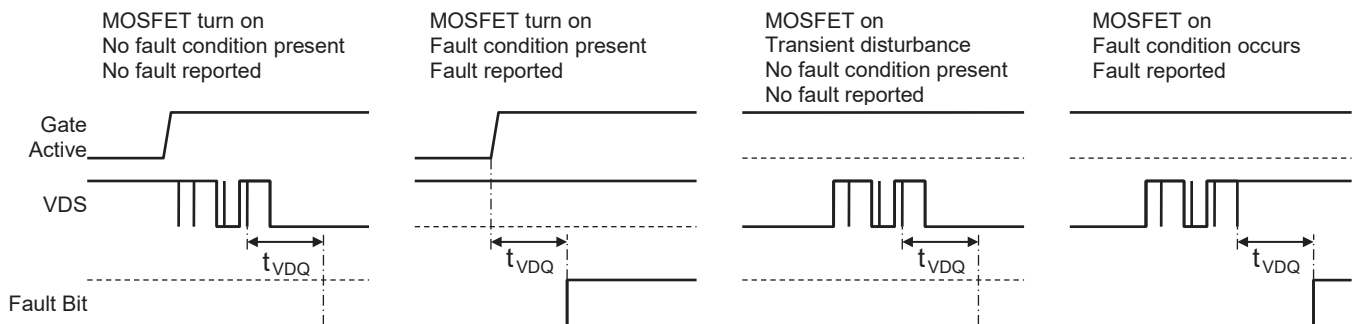 MOSFET turn on
No fault condition present
No fault reported
MOSFET turn on
Fault condition present
Fault reported
MOSFET on
Transient disturbance
No fault condition present
No fault reported
MOSFET on
Fault condition occurs
Fault reported
Gate
Active
VDS
tVDQ
tVDQ
tVDQ
tVDQ
Fault Bit